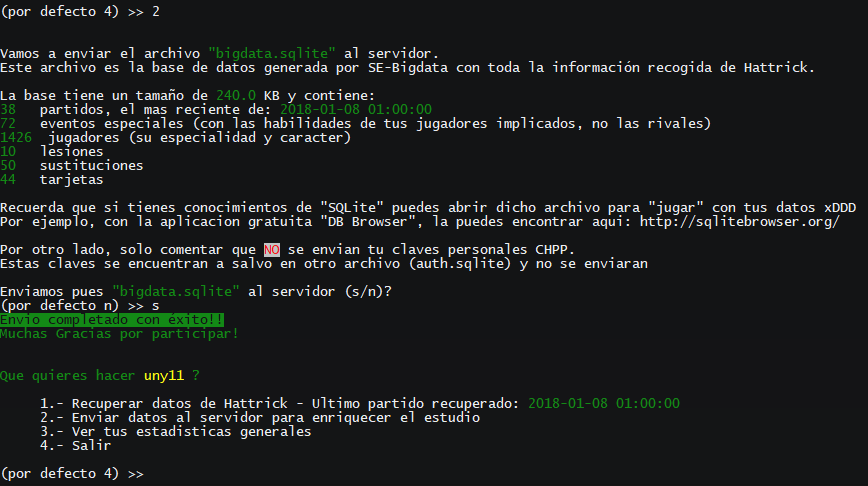 (por defecto 4) >> 2
Vamos a enviar el archivo "bigdata.sqlite" al servidor.
Este archivo es la base de datos generada por SE-Bigdata con toda la información recogida de Hattrick.
La base tiene un tamaño de 240.0 KB y contiene:
38 partidos, el mas reciente de: 2018-01-08 01:00:00
72 eventos especiales (con las habilidades de tus jugadores implicados, no las rivales)
1426 jugadores (su especialidad y caracter)
10 lesiones
50 sustituciones
44 tarjetas
Recuerda que si tienes conocimientos de "SQLite" puedes abrir dicho archivo para "jugar" con tus datos xDDD
Por ejemplo, con la aplicacion gratuita "DB Browser", la puedes encontrar aqui: http://sqlitebrowser.org/
Por otro lado, solo comentar que NO se envian tu claves personales CHPP.
Estas claves se encuentran a salvo en otro archivo (auth.sqlite) y no se enviaran
Enviamos pues "bigdata.sqlite" al servidor (s/n)?
(por defecto n) >> s
Envio completado con éxito!!
Muchas Gracias por participar!
Que quieres hacer uny11 ?
1.- Recuperar datos de Hattrick - Ultimo partido recuperado: 2018-01-08 01:00:00
2.- Enviar datos al servidor para enriquecer el estudio
3.- Ver tus estadisticas generales
4.- Salir
(por defecto 4) >>